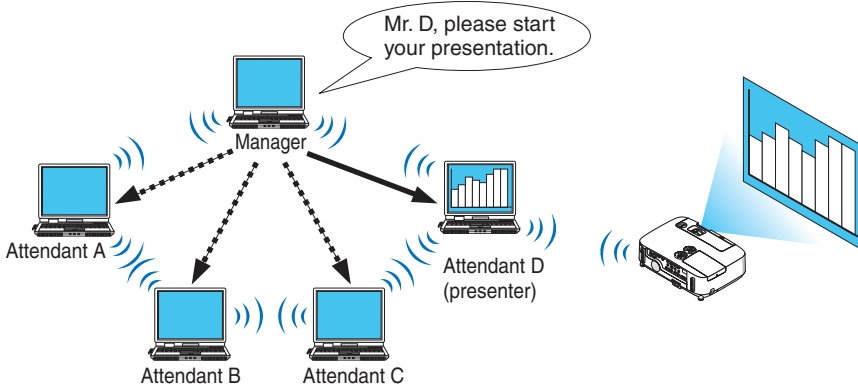 Mr. D, please start
your presentation.
Manager
Attendant A
Attendant D
(presenter)
Attendant B
Attendant C